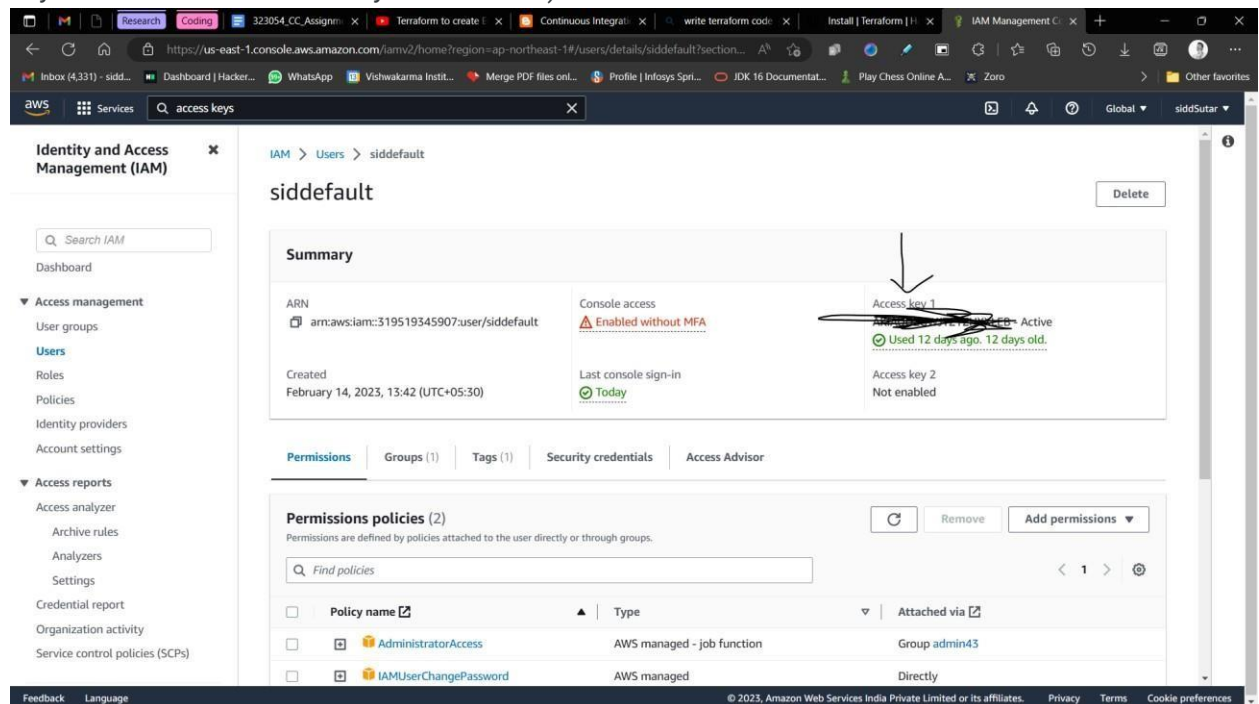 Research Coding 323054_CC_Assignm Terraform to create E Continuous Integratio write terraform code Install | Terraform | H IAM Management C
https://us-east-1.console.aws.amazon.com/iamv2/home?region=ap-northeast-1#/users/details/siddefault?section...
Inbox (4,331) - sidd... Dashboard | Hacker... WhatsApp Vishwakarma Instit... Merge PDF files onl... Profile | Infosys Spri... JDK 16 Documentat... Play Chess Online A... Zoro Other favorites
aws Services access keys Global siddSutar
Identity and Access Management (IAM)
Search IAM
Dashboard
Access management
User groups
Users
Roles
Policies
Identity providers
Account settings
Access reports
Access analyzer
Archive rules
Analyzers
Settings
Credential report
Organization activity
Service control policies (SCPs)
IAM > Users > siddefault
siddefault
Delete
Summary
ARN
arn:aws:iam::319519345907:user/siddefault
Console access
Enabled without MFA
Access key 1
- Active
Used 12 days ago. 12 days old.
Created
February 14, 2023, 13:42 (UTC+05:30)
Last console sign-in
Today
Access key 2
Not enabled
Permissions Groups (1) Tags (1) Security credentials Access Advisor
Permissions policies (2)
Permissions are defined by policies attached to the user directly or through groups.
Remove Add permissions
Find policies
1
Policy name Type Attached via
AdministratorAccess AWS managed - job function Group admin43
IAMUserChangePassword AWS managed Directly
Feedback Language © 2023, Amazon Web Services India Private Limited or its affiliates. Privacy Terms Cookie preferences